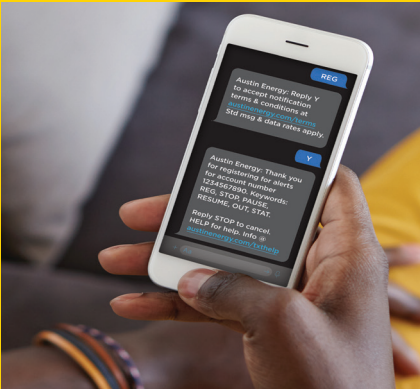 REG
Austin Energy: Reply Y
to accept notification
terms & conditions at
austinenergy.com/terms
Std msg & data rates apply.
Y
Austin Energy: Thank you
for registering for alerts
for account number
1234567890. Keywords:
REG, STOP, PAUSE,
RESUME, OUT, STAT.
Reply STOP to cancel.
HELP for help. Info @
austinenergy.com/txthelp